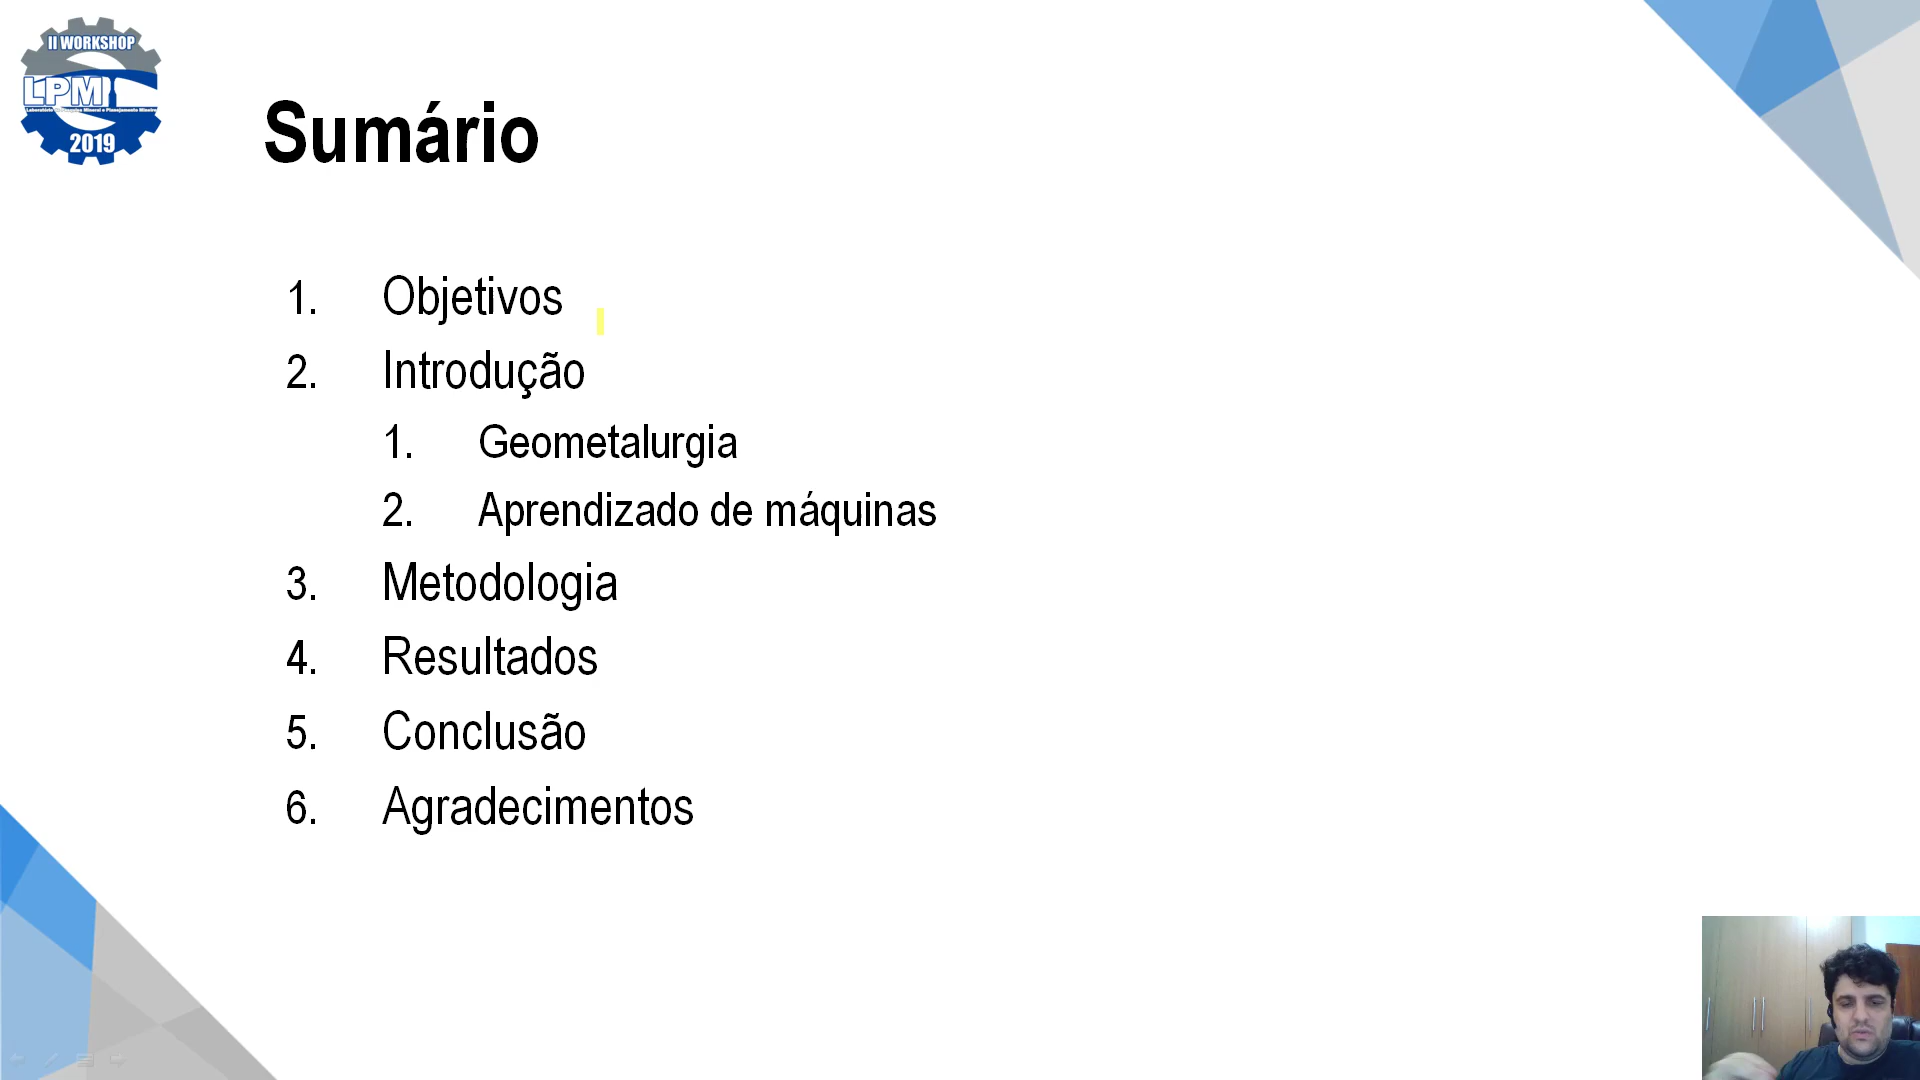 II WORKSHOP
LPM
2019
Sumário
1. Objetivos
2. Introdução
1. Geometalurgia
2. Aprendizado de máquinas
3. Metodologia
4. Resultados
5. Conclusão
6. Agradecimentos